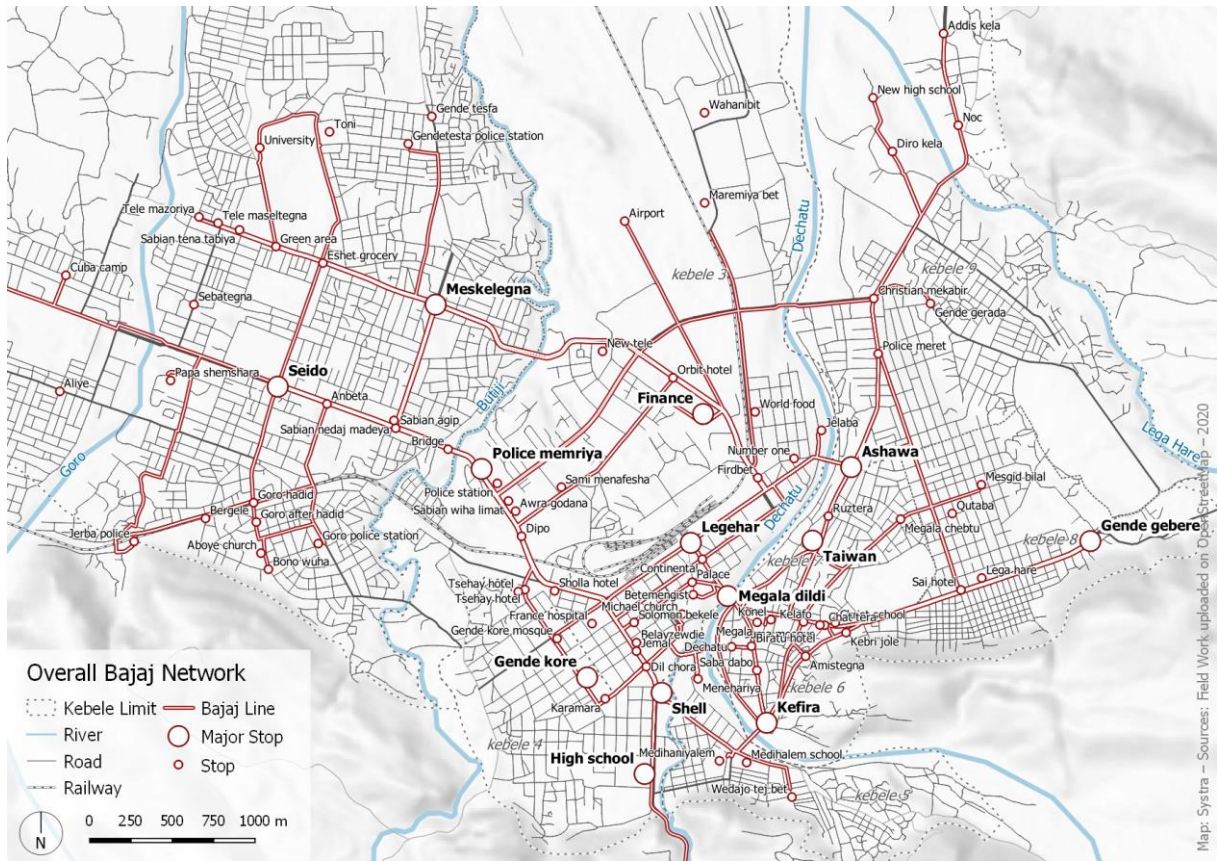 Addis kela
New high school
Wahanibit
Gende tesfa
Noc
Toni
Gendetesta police station
University
Diro kela
Maremiya bet
Tele mazoriya
Tele maseltegna
Airport
Sabian tena tabiya
Green area
Dechatu
Eshet grocery
kebele 9
Cuba camp
kebele 3
Meskelegna
Christian mekabir
Sebategna
Gende gerada
New tele
Police meret
Seido
Papa shemshara
Orbit hotel
Aliye
Butiji
Finance
World food
Anbeta
Sabian agip
Jelaba
Lega Hare
Sabian nedaj madeya
Bridge
Goro
Number one
Ashawa
Police memriya
Firdbet
Mesgid bilal
Police station
Sami menafesha
Goro hadid
Sabian wiha limat
Awra godana
Dechatu
Ruztera
Qutaba
Bergele
Goro after hadid
Legehar
Megala chebtu
Gende gebere
Jerba police
Dipo
kebele 8
Aboye church
Goro police station
Taiwan
kebele 7
Bono wuha
Continental
Palace
Lega hare
Tsehay hotel
Sholla hotel
Sai hotel
Tsehay hotel
Betemengist
Megala dildi
Michael church
France hospital
Solomon bekele
Konel
Kelafo
Chat tera
school
Gende kore mosque
Belayzewdie
Megala
Biratu hotel
Kebri jole
Jemal
Dechatu
Gende kore
Dil chora
Saba dabo
Amistegna
Menehariya
kebele 6
Karamara
Shell
Kefira
kebele 4
High school
Medihaniyalem
Medihalem school
Wedajo tej bet
kebele 5
Overall Bajaj Network
Kebele Limit
Bajaj Line
River
Major Stop
Road
Stop
Railway
N
0 250 500 750 1000 m
Map: Systra – Sources: Field Work uploaded on OpenStreetMap – 2020